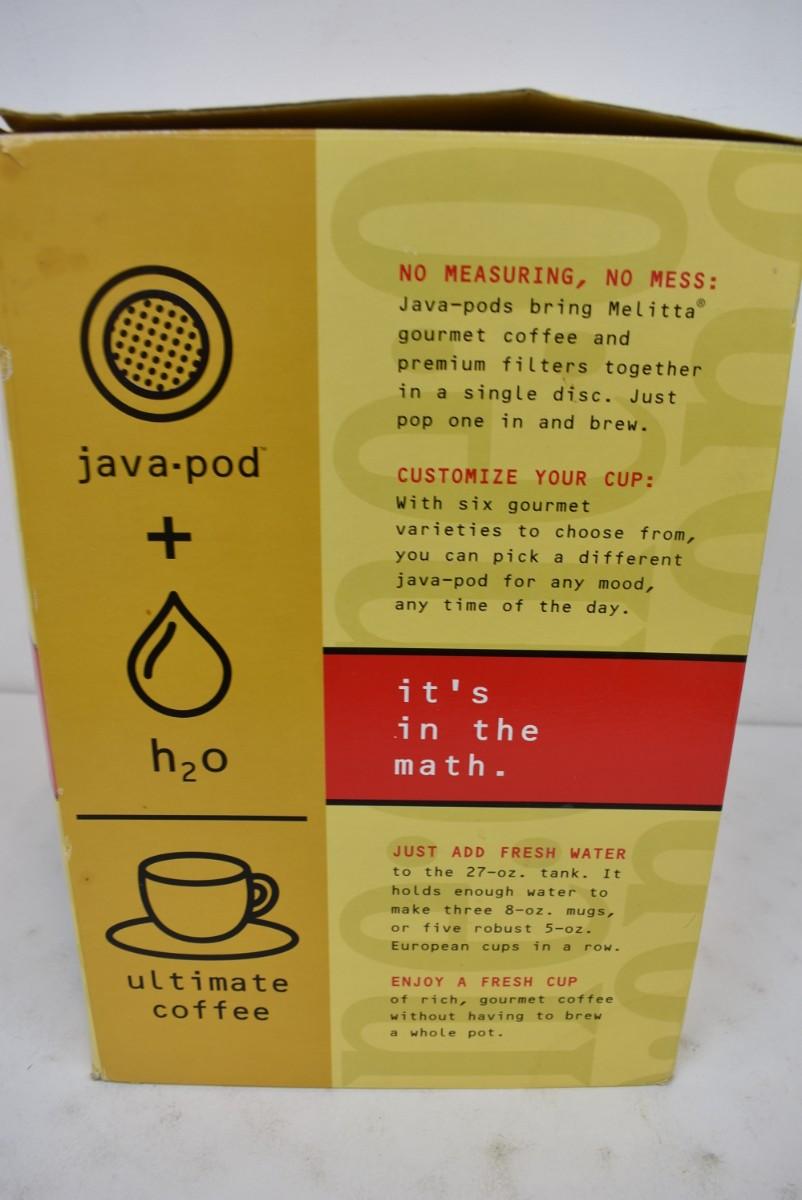 java·pod™
+
h₂o
ultimate
coffee
NO MEASURING, NO MESS:
Java-pods bring Melitta®
gourmet coffee and
premium filters together
in a single disc. Just
pop one in and brew.
CUSTOMIZE YOUR CUP:
With six gourmet
varieties to choose from,
you can pick a different
java-pod for any mood,
any time of the day.
it's
in the
math.
JUST ADD FRESH WATER
to the 27-oz. tank. It
holds enough water to
make three 8-oz. mugs,
or five robust 5-oz.
European cups in a row.
ENJOY A FRESH CUP
of rich, gourmet coffee
without having to brew
a whole pot.